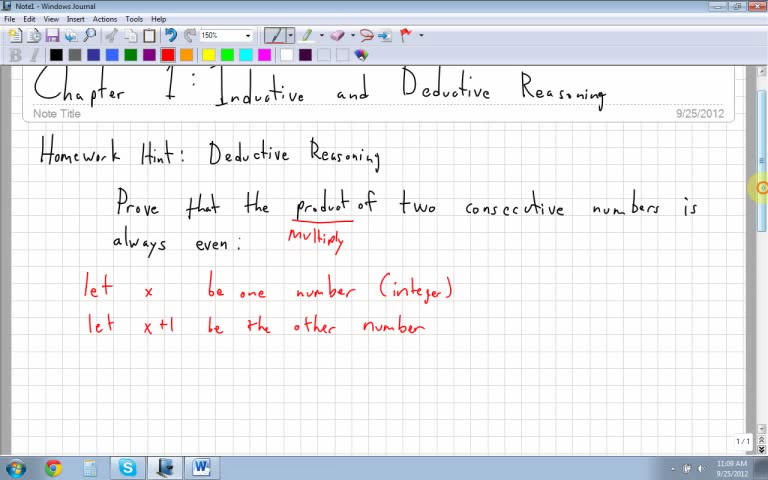 Note1 - Windows Journal
File Edit View Insert Actions Tools Help
150%
B I
Chapter 1: Inductive and Deductive Reasoning
Note Title
9/25/2012
Homework Hint: Deductive Reasoning
Prove that the product of two consecutive numbers is
always even:
Multiply
let x be one number (integer)
let x+1 be the other number
1/1
S W
11:09 AM
9/25/2012